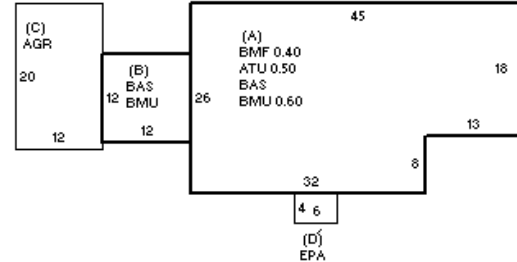 45
(C)
AGR
20
12
(B)
BAS
BMU
12
12
(A)
BMF 0.40
ATU 0.50
BAS
BMU 0.60
26
18
13
8
32
4 6
(D)
EPA